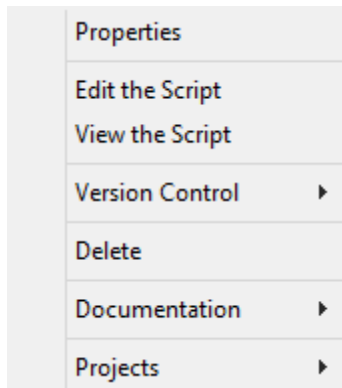 Properties
Edit the Script
View the Script
Version Control
Delete
Documentation
Projects